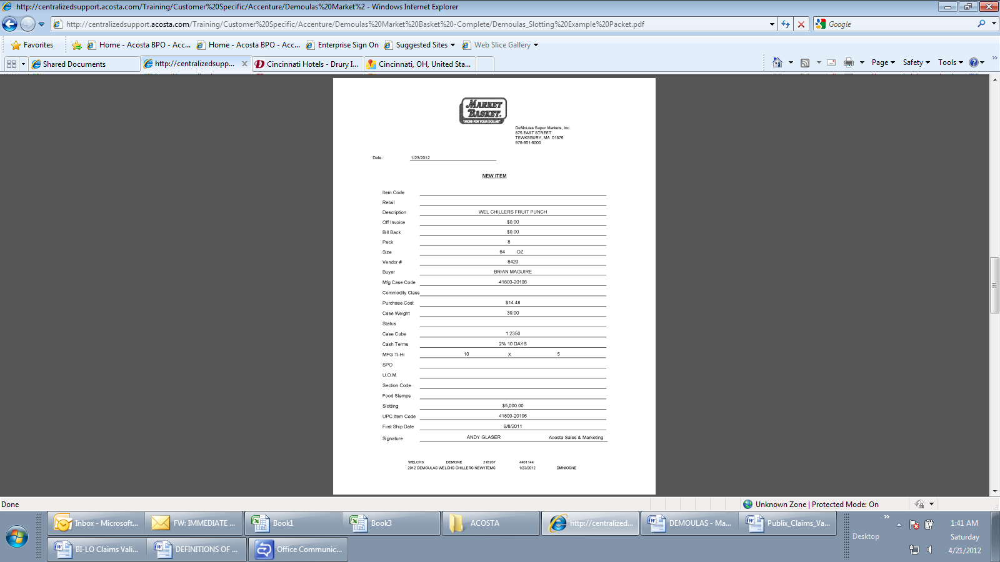 http://centralizedsupport.acosta.com/Training/Customer%20Specific/Accenture/Demoulas%20Market%2 - Windows Internet Explorer
http://centralizedsupport.acosta.com/Training/Customer%20Specific/Accenture/Demoulas%20Market%20Basket%20-Complete/Demoulas_Slotting%20Example%20Packet.pdf Google
Favorites Home - Acosta BPO - Acc... Home - Acosta BPO - Acc... Enterprise Sign On Suggested Sites Web Slice Gallery
Shared Documents http://centralizedsupp... Cincinnati Hotels - Drury I... Cincinnati, OH, United Sta... Page Safety Tools
MARKET
BASKET
"MORE FOR YOUR DOLLAR"
DeMoulas Super Markets, Inc.
875 EAST STREET
TEWKSBURY, MA 01876
978-851-8000
Date: 1/23/2012
NEW ITEM
Item Code
Retail
Description WEL CHILLERS FRUIT PUNCH
Off Invoice $0.00
Bill Back $0.00
Pack 8
Size 64 OZ
Vendor # 8420
Buyer BRIAN MAGUIRE
Mfg Case Code 41800-20106
Commodity Class
Purchase Cost $14.48
Case Weight 39.00
Status
Case Cube 1.2350
Cash Terms 2% 10 DAYS
MFG Ti-Hi 10 X 5
SPO
U.O.M.
Section Code
Food Stamps
Slotting $5,000.00
UPC Item Code 41800-20106
First Ship Date 9/8/2011
Signature ANDY GLASER Acosta Sales & Marketing
WELCHS DEMONE 216707 4401144
2012 DEMOULAS WELCHS CHILLERS NEW ITEMS 1/23/2012 DMNIOSNE
Done Unknown Zone | Protected Mode: On
Inbox - Microsoft... FW: IMMEDIATE ... Book1 Book3 ACOSTA http://centralized... DEMOULAS - Ma... Publix_Claims_Va... 1:41 AM
Desktop Saturday
BI-LO Claims Vali... DEFINITIONS OF ... Office Communic... 4/21/2012